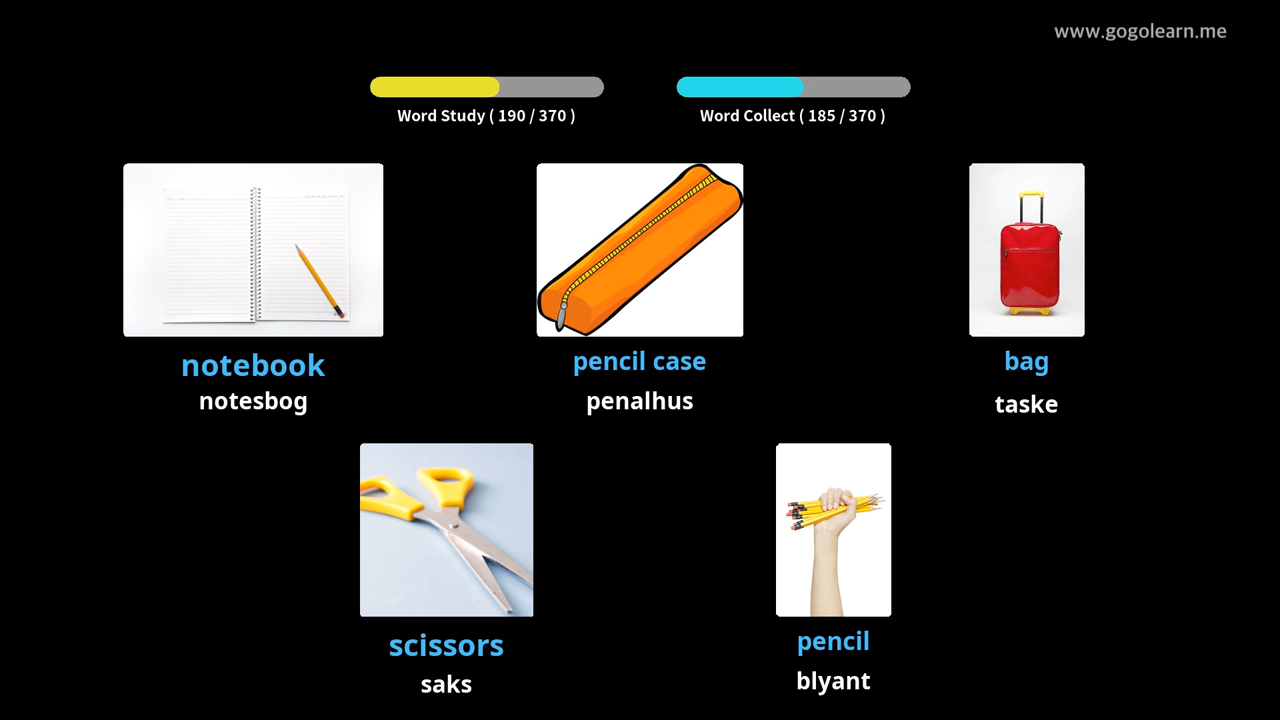 www.gogolearn.me
Word Study ( 190 / 370 )
Word Collect ( 185 / 370 )
notebook
notesbog
pencil case
penalhus
bag
taske
scissors
saks
pencil
blyant